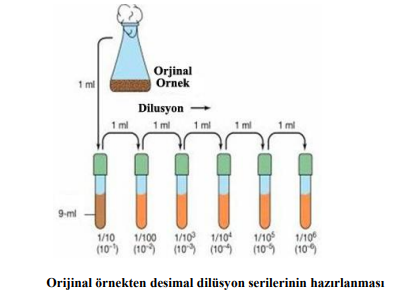 Orjinal
Örnek
1 ml
Dilusyon →
1 ml 1 ml 1 ml 1 ml 1 ml
9-ml
1/10 1/100 1/10³ 1/10⁴ 1/10⁵ 1/10⁶
(10⁻¹) (10⁻²) (10⁻³) (10⁻⁴) (10⁻⁵) (10⁻⁶)
Orijinal örnekten desimal dilüsyon serilerinin hazırlanması